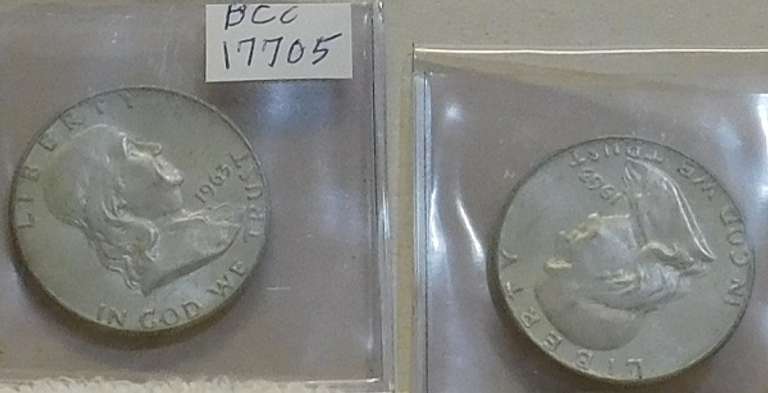 BCC
17705
LIBERTY
IN GOD WE TRUST
1963
LIBERTY
IN GOD WE TRUST
1963